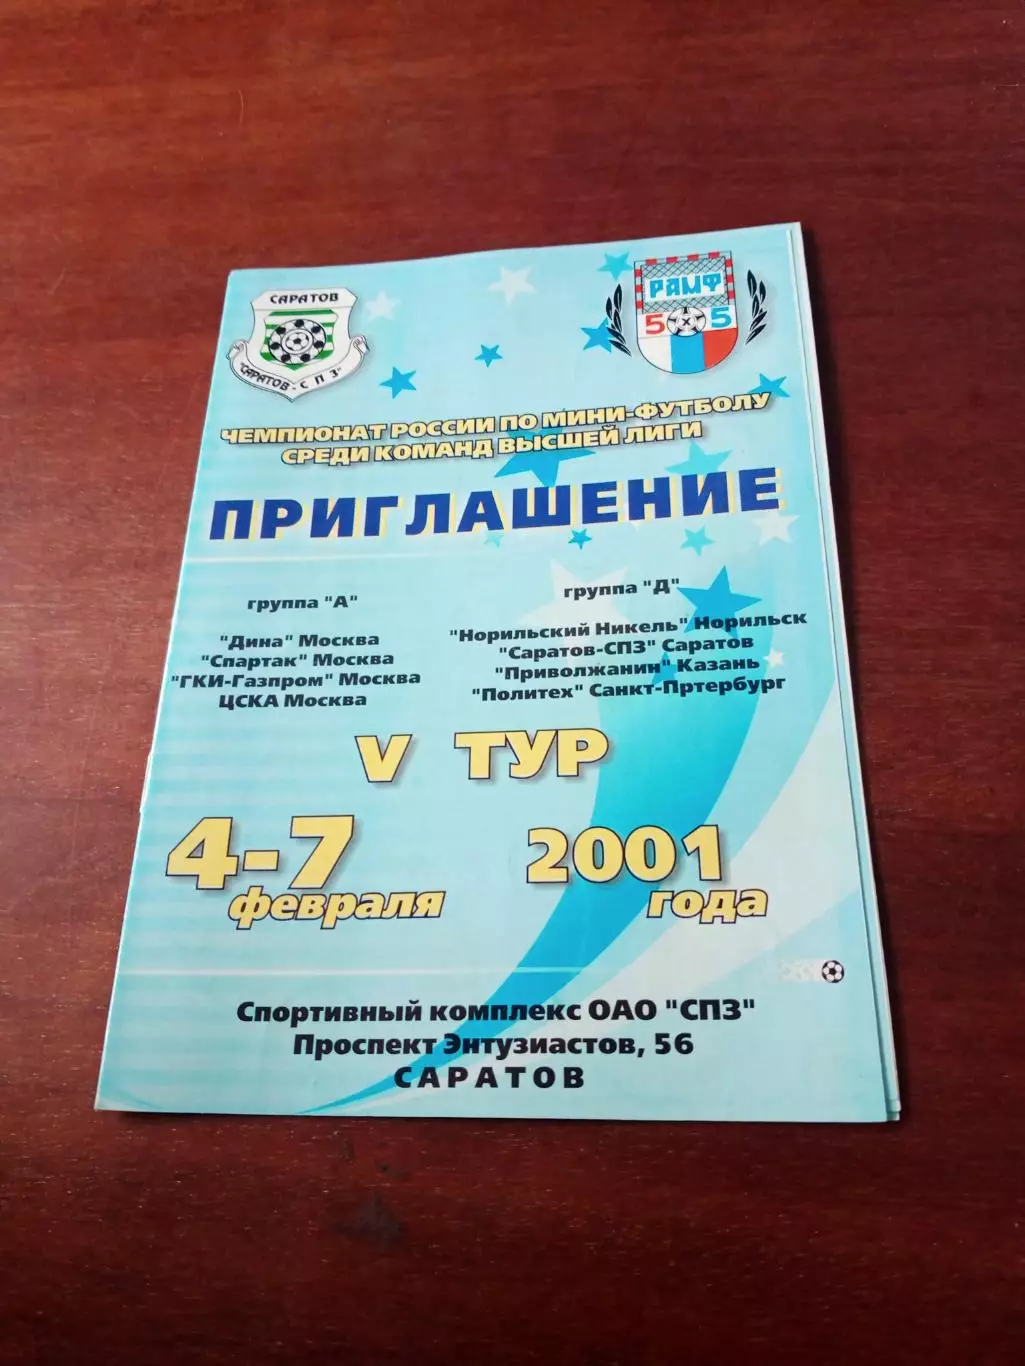 САРАТОВ
"САРАТОВ-СПЗ"
РАМФ
5х5
ЧЕМПИОНАТ РОССИИ ПО МИНИ-ФУТБОЛУ
СРЕДИ КОМАНД ВЫСШЕЙ ЛИГИ
ПРИГЛАШЕНИЕ
группа "А"
"Дина" Москва
"Спартак" Москва
"ГКИ-Газпром" Москва
ЦСКА Москва
группа "Д"
"Норильский Никель" Норильск
"Саратов-СПЗ" Саратов
"Приволжанин" Казань
"Политех" Санкт-Пртербург
V ТУР
4-7
февраля
2001
года
Спортивный комплекс ОАО "СПЗ"
Проспект Энтузиастов, 56
САРАТОВ